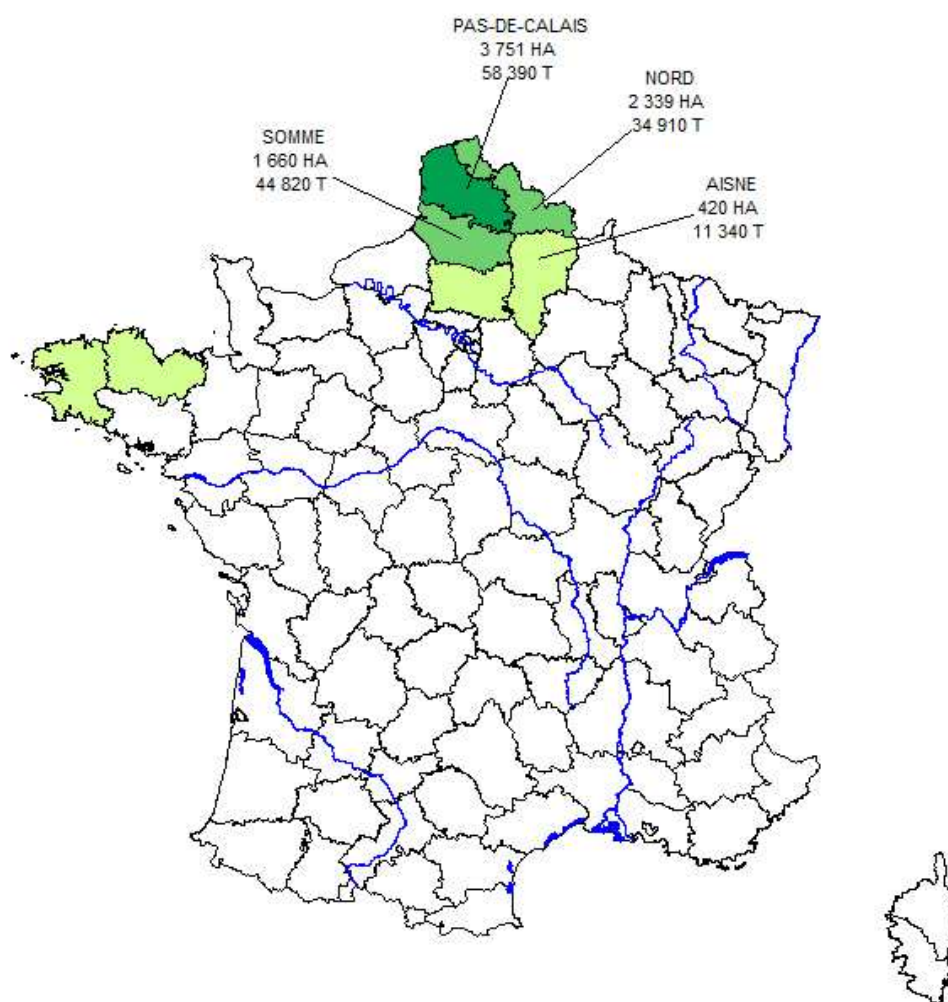 PAS-DE-CALAIS
3 751 HA
58 390 T
NORD
2 339 HA
34 910 T
SOMME
1 660 HA
44 820 T
AISNE
420 HA
11 340 T